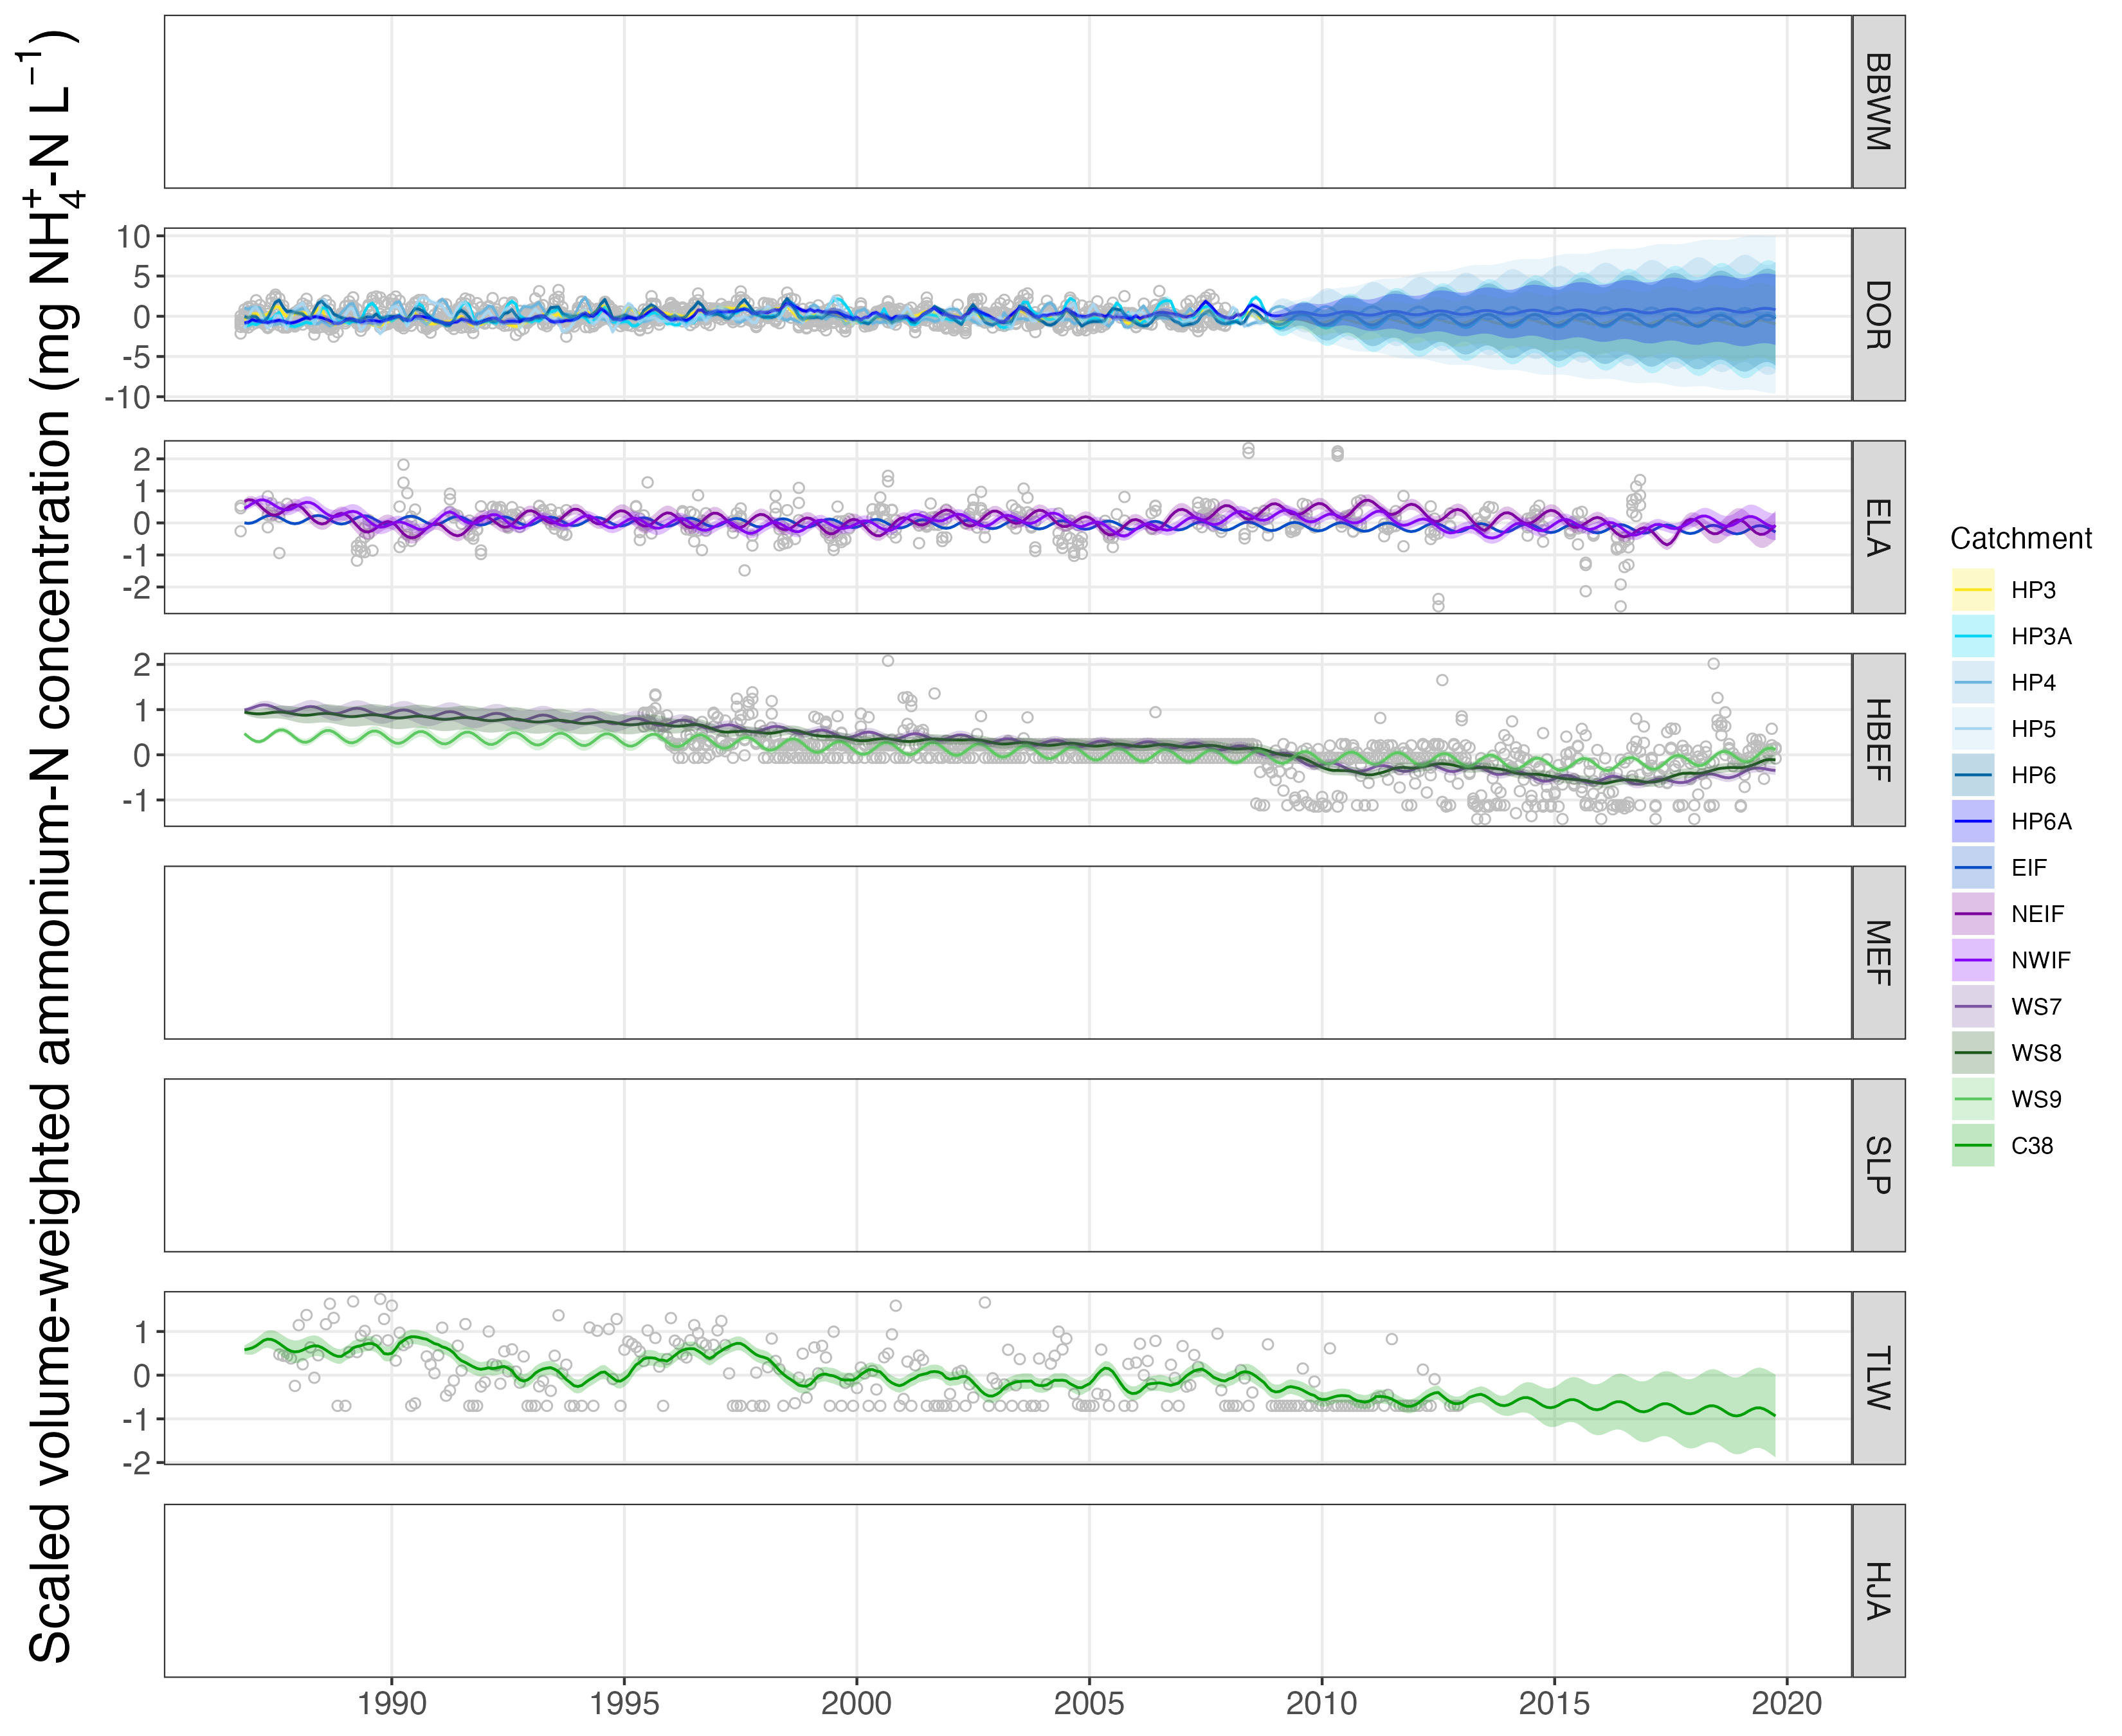 Scaled volume-weighted ammonium-N concentration (mg NH₄⁺-N L⁻¹)
BBWM
10
5
0
-5
-10
DOR
2
1
0
-1
-2
ELA
2
1
0
-1
HBEF
MEF
SLP
1
0
-1
-2
TLW
HJA
1990 1995 2000 2005 2010 2015 2020
Catchment
HP3
HP3A
HP4
HP5
HP6
HP6A
EIF
NEIF
NWIF
WS7
WS8
WS9
C38